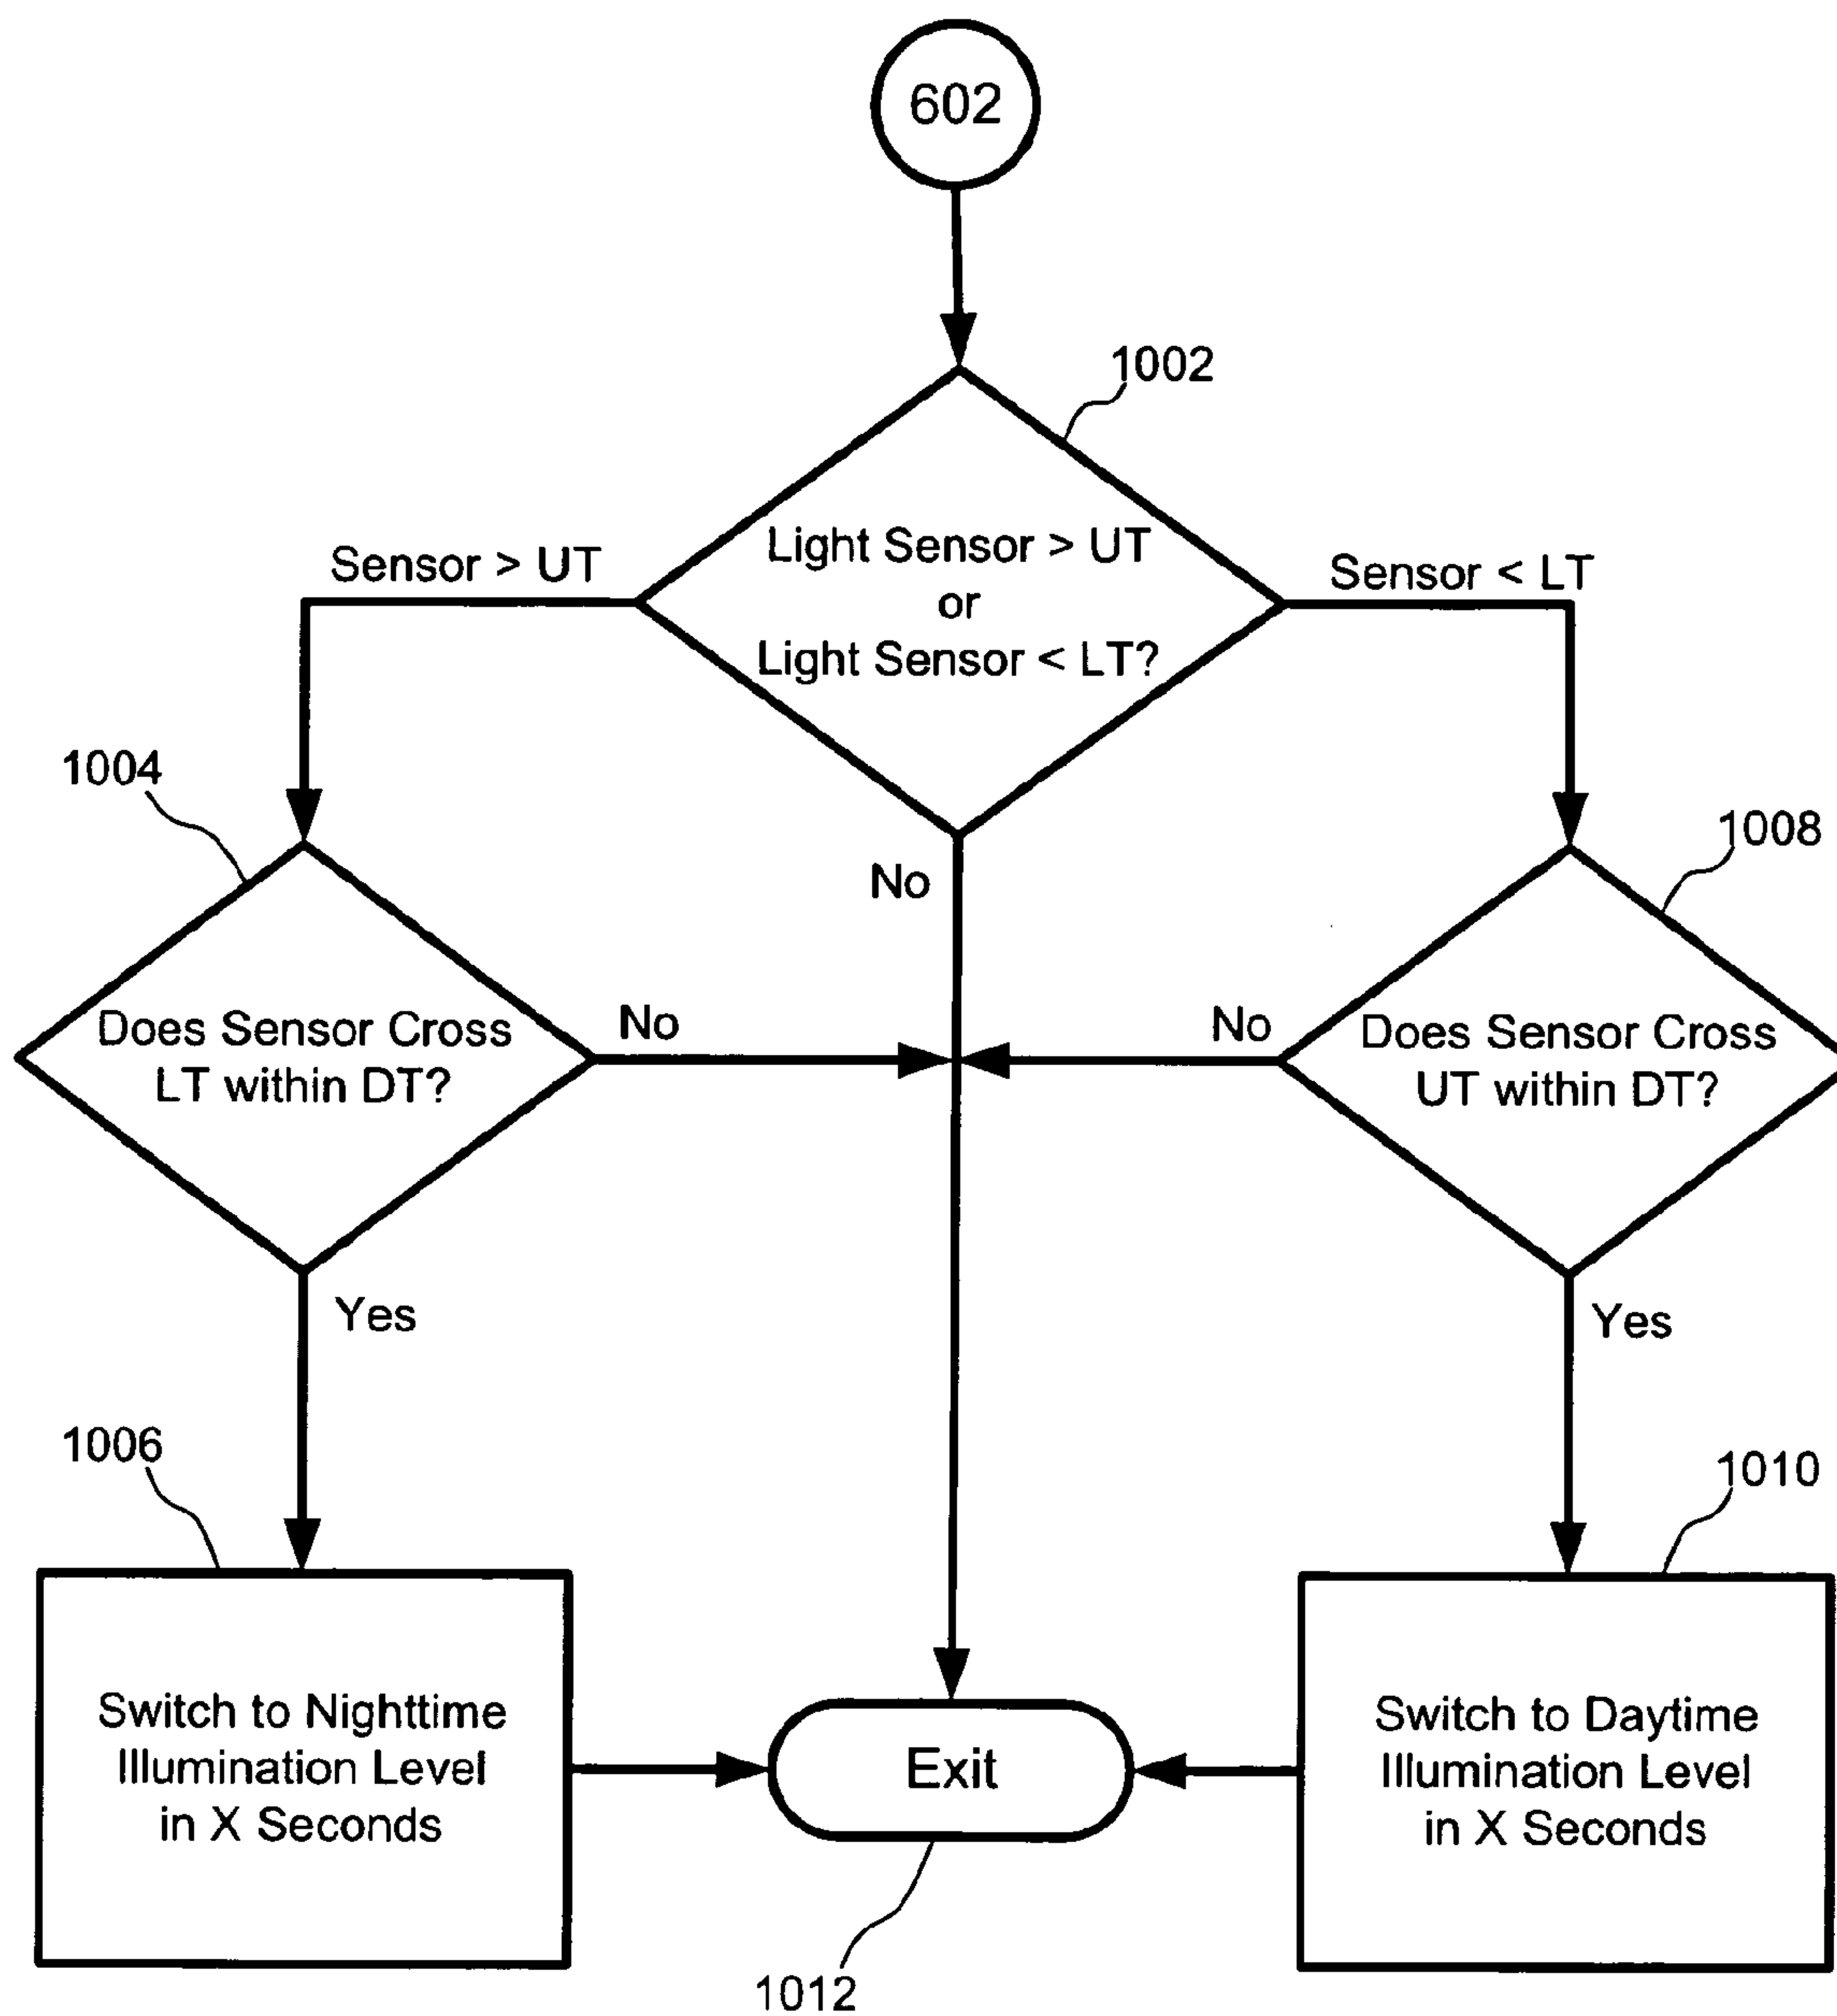 602
1002
Light Sensor > UT
or
Light Sensor < LT?
Sensor > UT
Sensor < LT
No
1004
Does Sensor Cross
LT within DT?
No
Yes
1008
Does Sensor Cross
UT within DT?
No
Yes
1006
Switch to Nighttime
Illumination Level
in X Seconds
1010
Switch to Daytime
Illumination Level
in X Seconds
Exit
1012